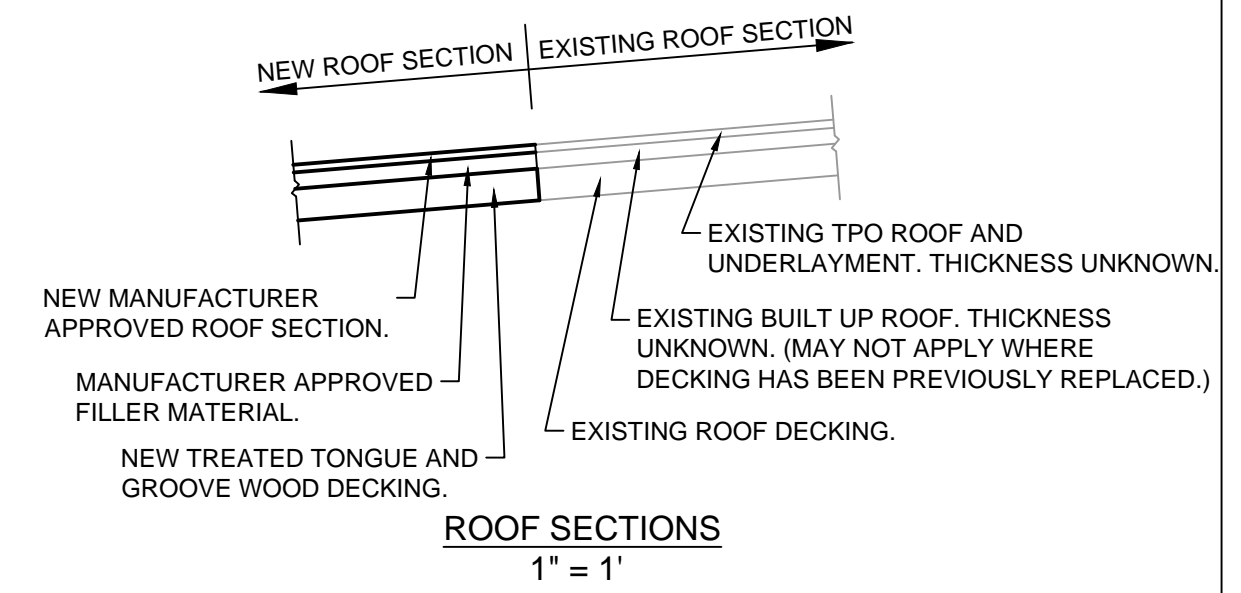 NEW ROOF SECTION
EXISTING ROOF SECTION
EXISTING TPO ROOF AND
UNDERLAYMENT. THICKNESS UNKNOWN.
NEW MANUFACTURER
APPROVED ROOF SECTION.
EXISTING BUILT UP ROOF. THICKNESS
UNKNOWN. (MAY NOT APPLY WHERE
DECKING HAS BEEN PREVIOUSLY REPLACED.)
MANUFACTURER APPROVED
FILLER MATERIAL.
EXISTING ROOF DECKING.
NEW TREATED TONGUE AND
GROOVE WOOD DECKING.
ROOF SECTIONS
1" = 1'